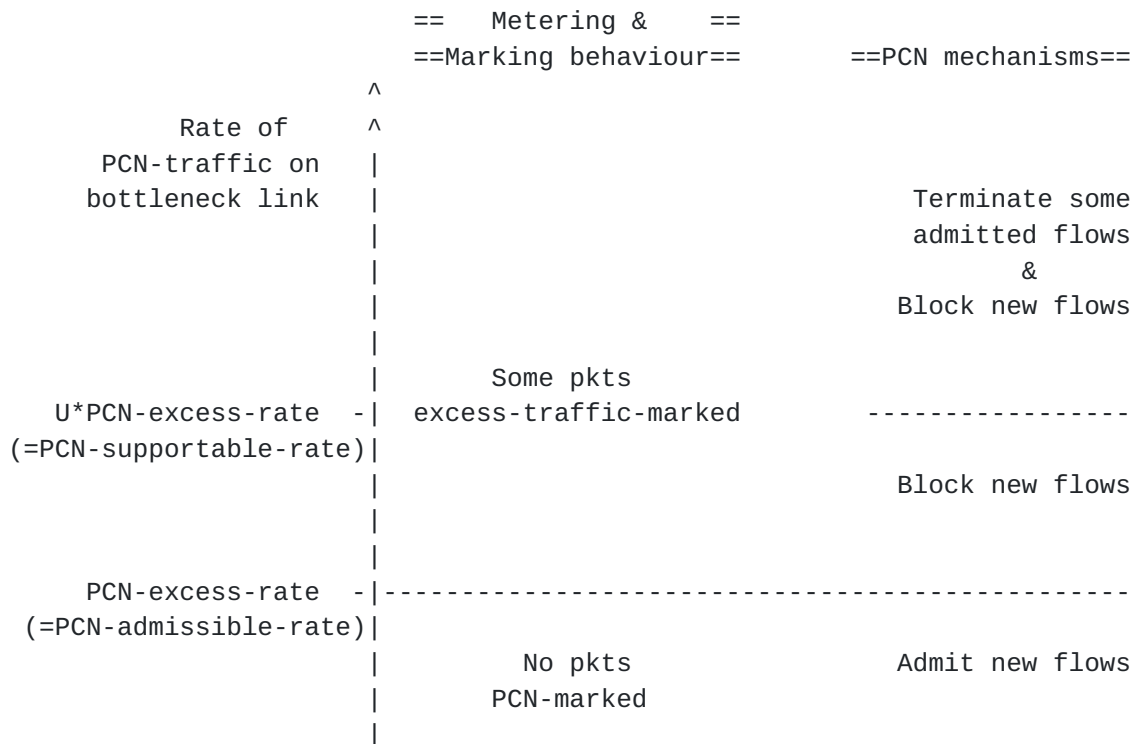 ==   Metering &    ==
==Marking behaviour==       ==PCN mechanisms==
^
Rate of     ^
PCN-traffic on   |
bottleneck link   |                                  Terminate some
|                                  admitted flows
|                                         &
|                                 Block new flows
|
|       Some pkts
U*PCN-excess-rate  -|  excess-traffic-marked        -----------------
(=PCN-supportable-rate)|
|                                 Block new flows
|
|
PCN-excess-rate  -|------------------------------------------------
(=PCN-admissible-rate)|
|         No pkts                 Admit new flows
|       PCN-marked
|